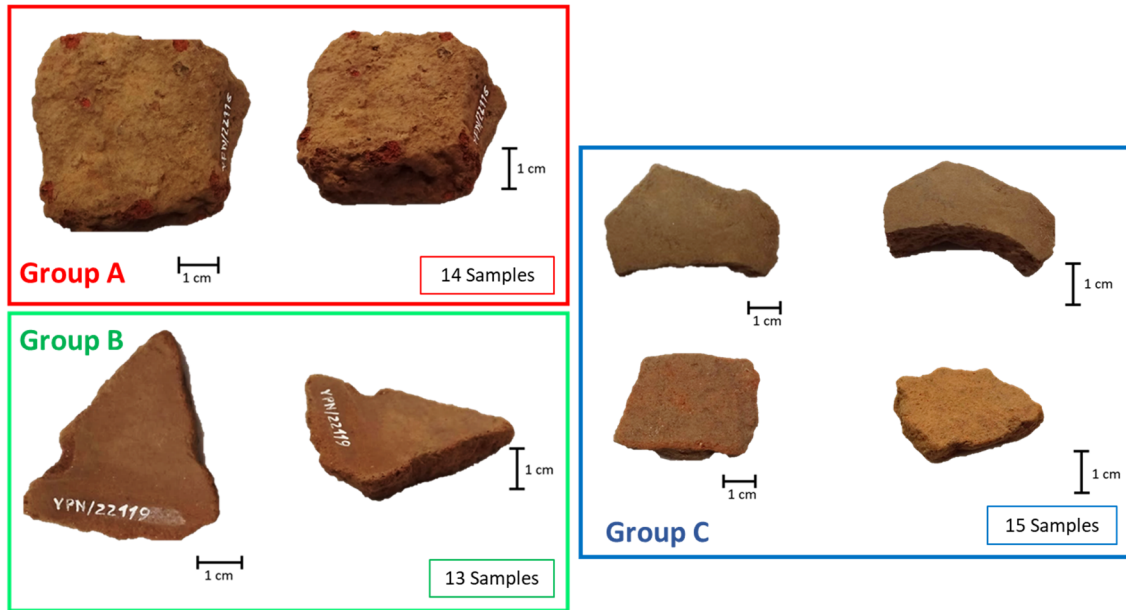 YPN/22116
YPN/22116
1 cm
Group A
1 cm
14 Samples
Group B
YPN/22119
YPN/22119
1 cm
1 cm
13 Samples
1 cm
1 cm
1 cm
1 cm
Group C
15 Samples